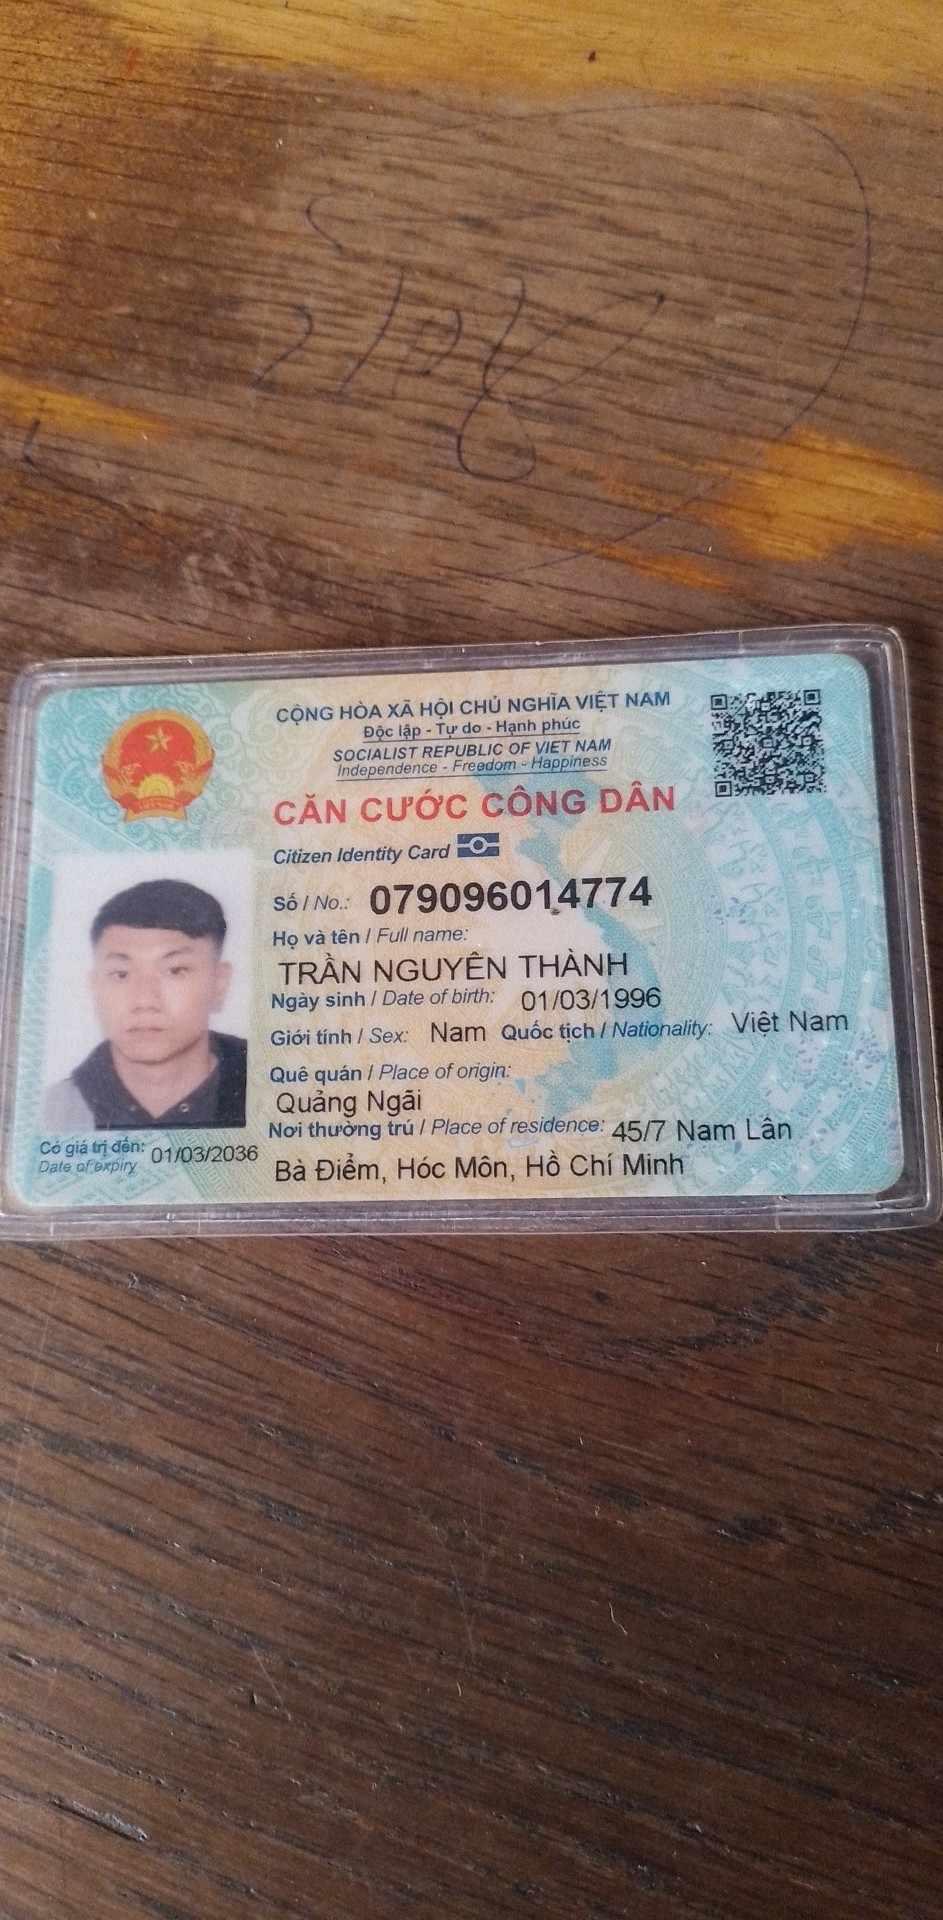 CỘNG HÒA XÃ HỘI CHỦ NGHĨA VIỆT NAM
Độc lập - Tự do - Hạnh phúc
SOCIALIST REPUBLIC OF VIET NAM
Independence - Freedom - Happiness
CĂN CƯỚC CÔNG DÂN
Citizen Identity Card
Số / No.: 079096014774
Họ và tên / Full name:
TRẦN NGUYÊN THÀNH
Ngày sinh / Date of birth: 01/03/1996
Giới tính / Sex: Nam Quốc tịch / Nationality: Việt Nam
Quê quán / Place of origin:
Quảng Ngãi
Nơi thường trú / Place of residence: 45/7 Nam Lân
Bà Điểm, Hóc Môn, Hồ Chí Minh
Có giá trị đến: 01/03/2036
Date of expiry